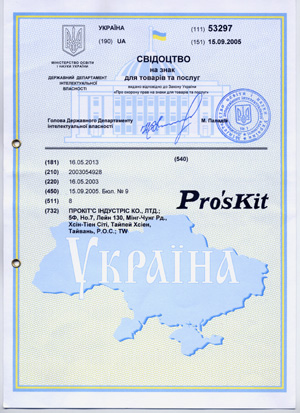 УКРАЇНА
(111) 53297
(190) UA
(151) 15.09.2005
МІНІСТЕРСТВО ОСВІТИ
І НАУКИ УКРАЇНИ
ДЕРЖАВНИЙ ДЕПАРТАМЕНТ
ІНТЕЛЕКТУАЛЬНОЇ
ВЛАСНОСТІ
СВІДОЦТВО
на знак
для товарів та послуг
видано відповідно до Закону України
«Про охорону прав на знаки для товарів та послуг»
Голова Державного Департаменту
інтелектуальної власності
М. Паладій
(181) 16.05.2013
(540)
(210) 2003054928
(220) 16.05.2003
(450) 15.09.2005. Бюл. № 9
(511) 8
(732) ПРОКІТ'С ІНДУСТРІС КО., ЛТД.;
5Ф, Но.7, Лейн 130, Мінг-Чунг Рд.,
Хсін-Тіен Сіті, Тайпей Хсіен,
Тайвань, Р.О.С.; TW
Pro'sKit
Україна